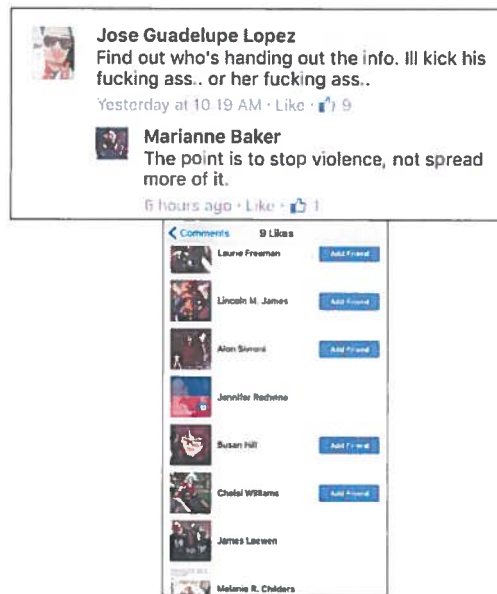 Jose Guadelupe Lopez
Find out who's handing out the info. Ill kick his
fucking ass.. or her fucking ass..
Yesterday at 10:19 AM · Like · 9
Marianne Baker
The point is to stop violence, not spread
more of it.
6 hours ago · Like · 1
Comments 9 Likes
Laurie Freeman Add Friend
Lincoln M. James Add Friend
Alan Add Friend
Jennifer Redwine
Susan Hill Add Friend
Chelsi Williams Add Friend
James Loewen
Melanie R. Childers